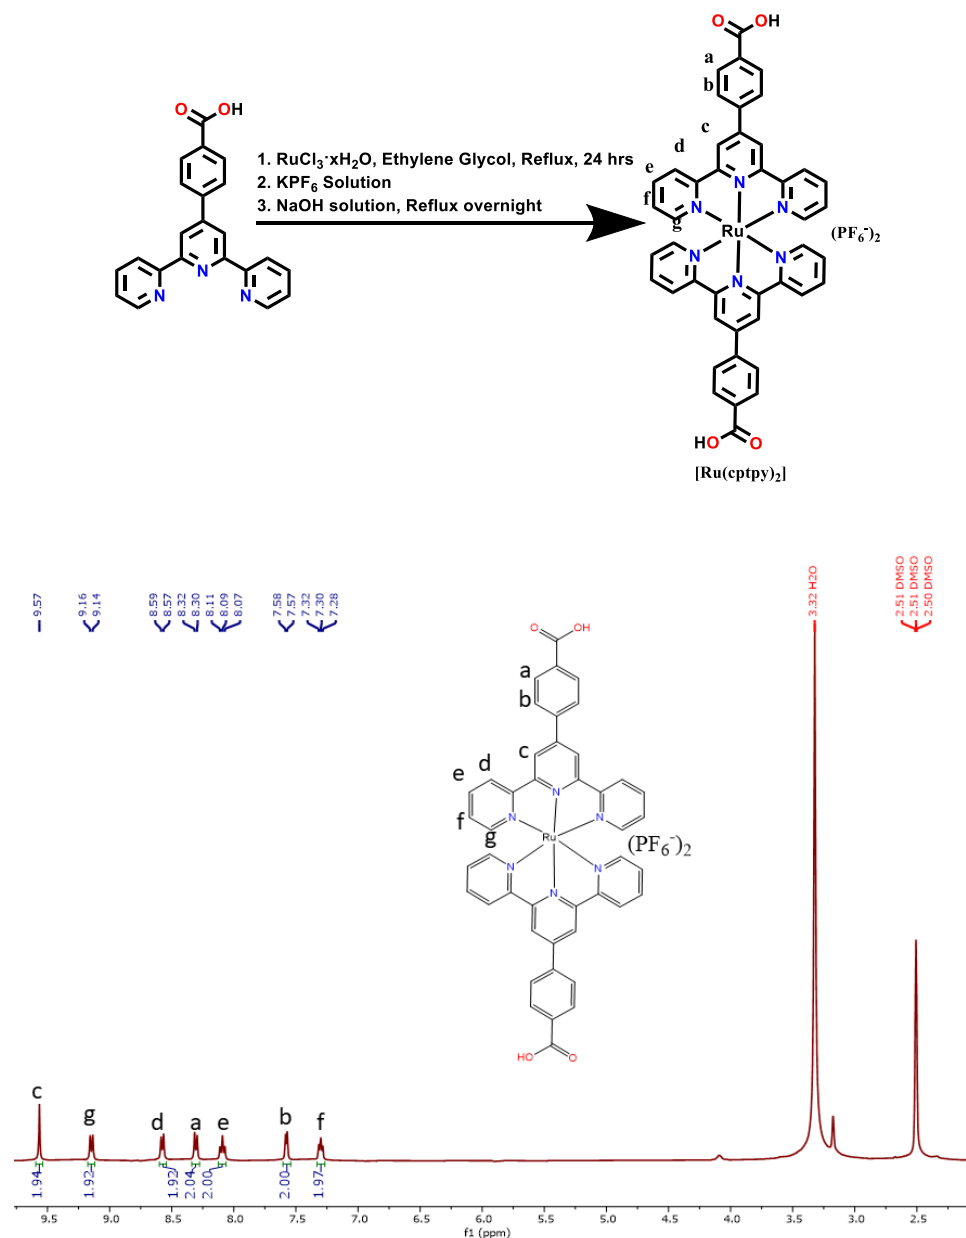 OH
O
a
b
c
O
OH
d
1. RuCl3·xH2O, Ethylene Glycol, Reflux, 24 hrs
e
2. KPF6 Solution
N
f
N
N
3. NaOH solution, Reflux overnight
g
Ru
(PF6-)2
N
N
N
N
N
N
HO
O
[Ru(cptpy)2]
9.57
9.16
9.14
8.59
8.57
8.32
8.30
8.11
8.09
8.07
7.58
7.57
7.32
7.30
7.28
3.32 H2O
2.51 DMSO
2.51 DMSO
2.50 DMSO
O
OH
a
b
c
d
e
N
f
N
N
g
Ru
(PF6-)2
N
N
N
HO
O
c
g
d
a
e
b
f
1.94
1.92
1.92
2.04
2.00
2.05
1.97
9.5 9.0 8.5 8.0 7.5 7.0 6.5 6.0 5.5 5.0 4.5 4.0 3.5 3.0 2.5 2.0
f1 (ppm)